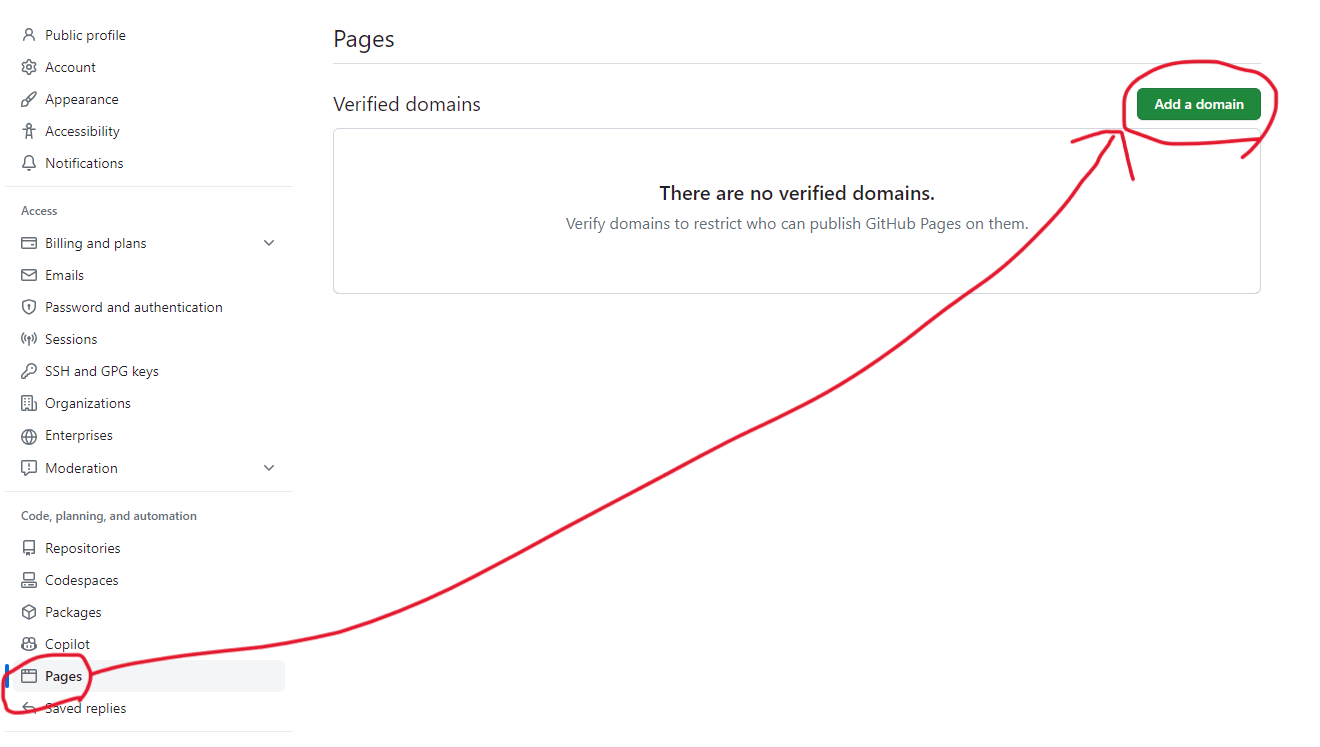 Public profile
Account
Appearance
Accessibility
Notifications
Access
Billing and plans
Emails
Password and authentication
Sessions
SSH and GPG keys
Organizations
Enterprises
Moderation
Code, planning, and automation
Repositories
Codespaces
Packages
Copilot
Pages
Saved replies
Pages
Verified domains
Add a domain
There are no verified domains.
Verify domains to restrict who can publish GitHub Pages on them.